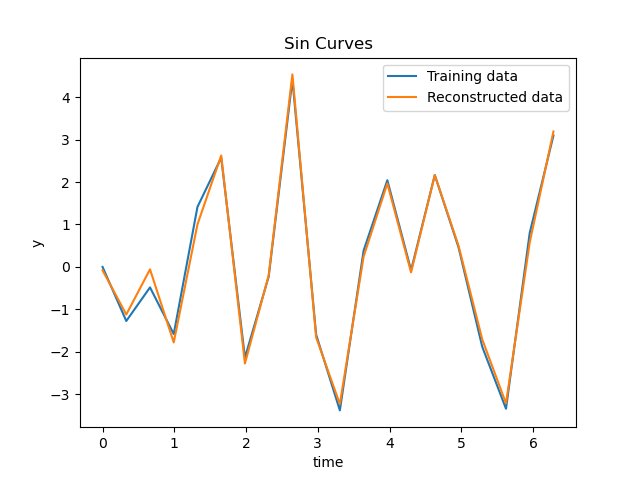 Sin Curves
Training data
Reconstructed data
4
3
2
1
0
−1
−2
−3
y
0 1 2 3 4 5 6
time